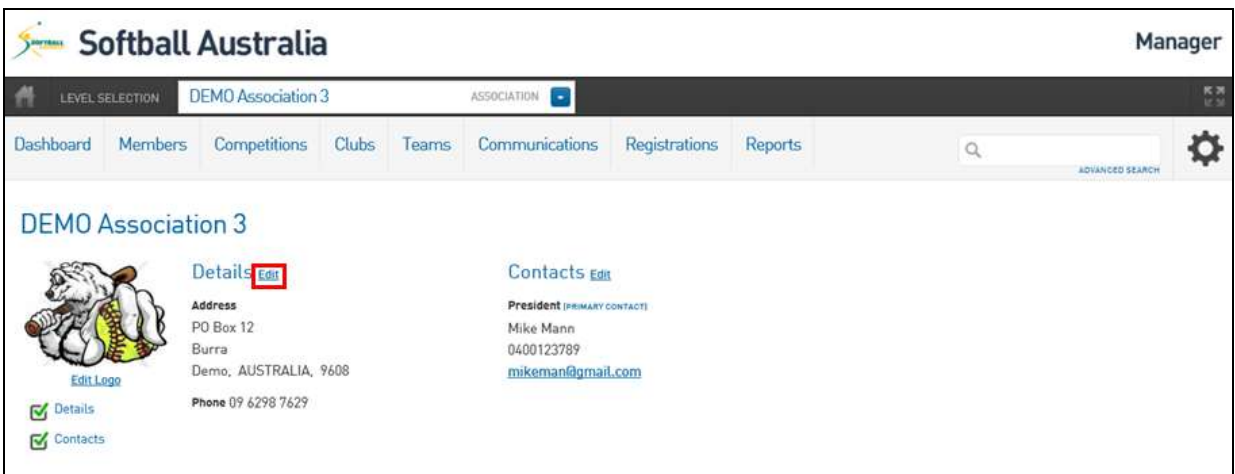 SOFTBALL Softball Australia Manager
LEVEL SELECTION DEMO Association 3 ASSOCIATION
Dashboard Members Competitions Clubs Teams Communications Registrations Reports
ADVANCED SEARCH
DEMO Association 3
Details Edit
Address
PO Box 12
Burra
Demo, AUSTRALIA, 9608
Phone 09 6298 7629
Contacts Edit
President (PRIMARY CONTACT)
Mike Mann
0400123789
mikeman@gmail.com
Edit Logo
Details
Contacts